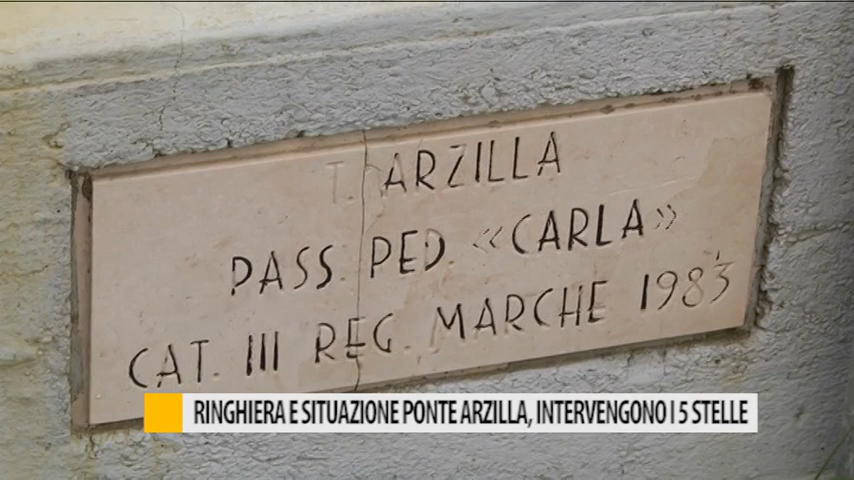 T. ARZILLA
PASS. PED. «CARLA»
CAT. III REG. MARCHE 1983
RINGHIERA E SITUAZIONE PONTE ARZILLA, INTERVENGONO I 5 STELLE